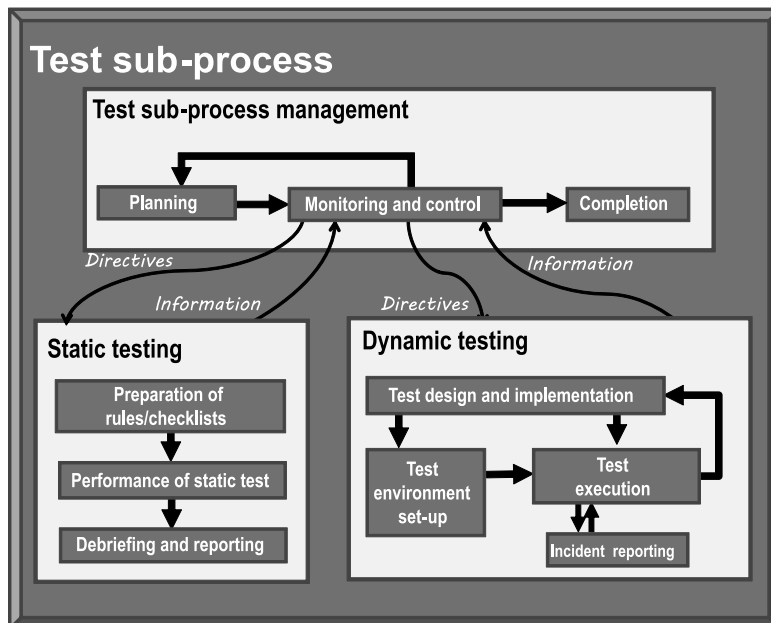 Test sub-process
Test sub-process management
Planning
Monitoring and control
Completion
Directives
Information
Directives
Information
Static testing
Preparation of
rules/checklists
Performance of static test
Debriefing and reporting
Dynamic testing
Test design and implementation
Test
environment
set-up
Test
execution
Incident reporting